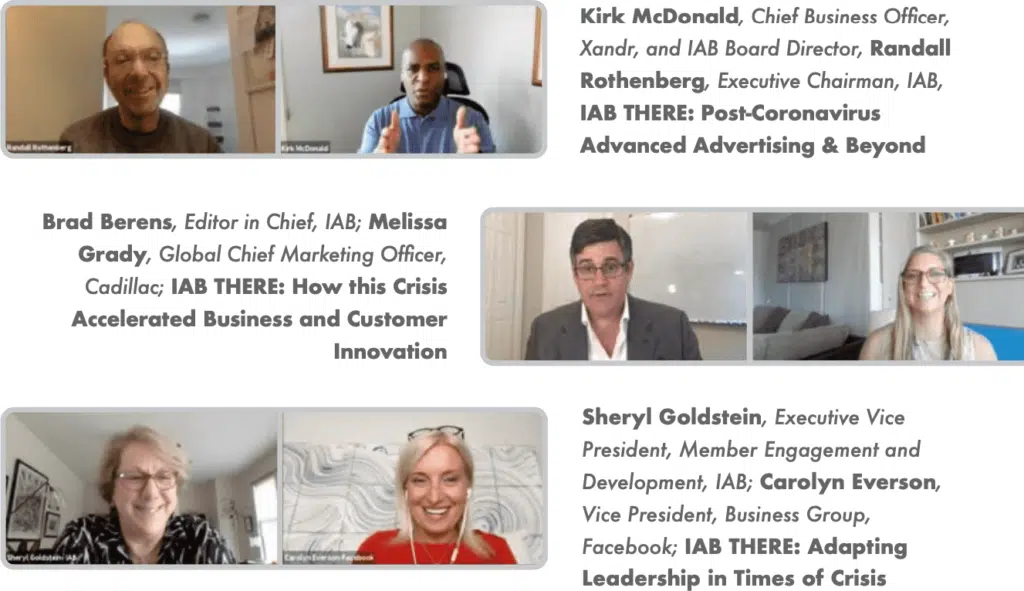 Randall Rothenberg
Kirk McDonald
Kirk McDonald, Chief Business Officer,
Xandr, and IAB Board Director, Randall
Rothenberg, Executive Chairman, IAB,
IAB THERE: Post-Coronavirus
Advanced Advertising & Beyond
Brad Berens, Editor in Chief, IAB; Melissa
Grady, Global Chief Marketing Officer,
Cadillac; IAB THERE: How this Crisis
Accelerated Business and Customer
Innovation
Sheryl Goldstein- IAB
Carolyn Everson-Facebook
Sheryl Goldstein, Executive Vice
President, Member Engagement and
Development, IAB; Carolyn Everson,
Vice President, Business Group,
Facebook; IAB THERE: Adapting
Leadership in Times of Crisis